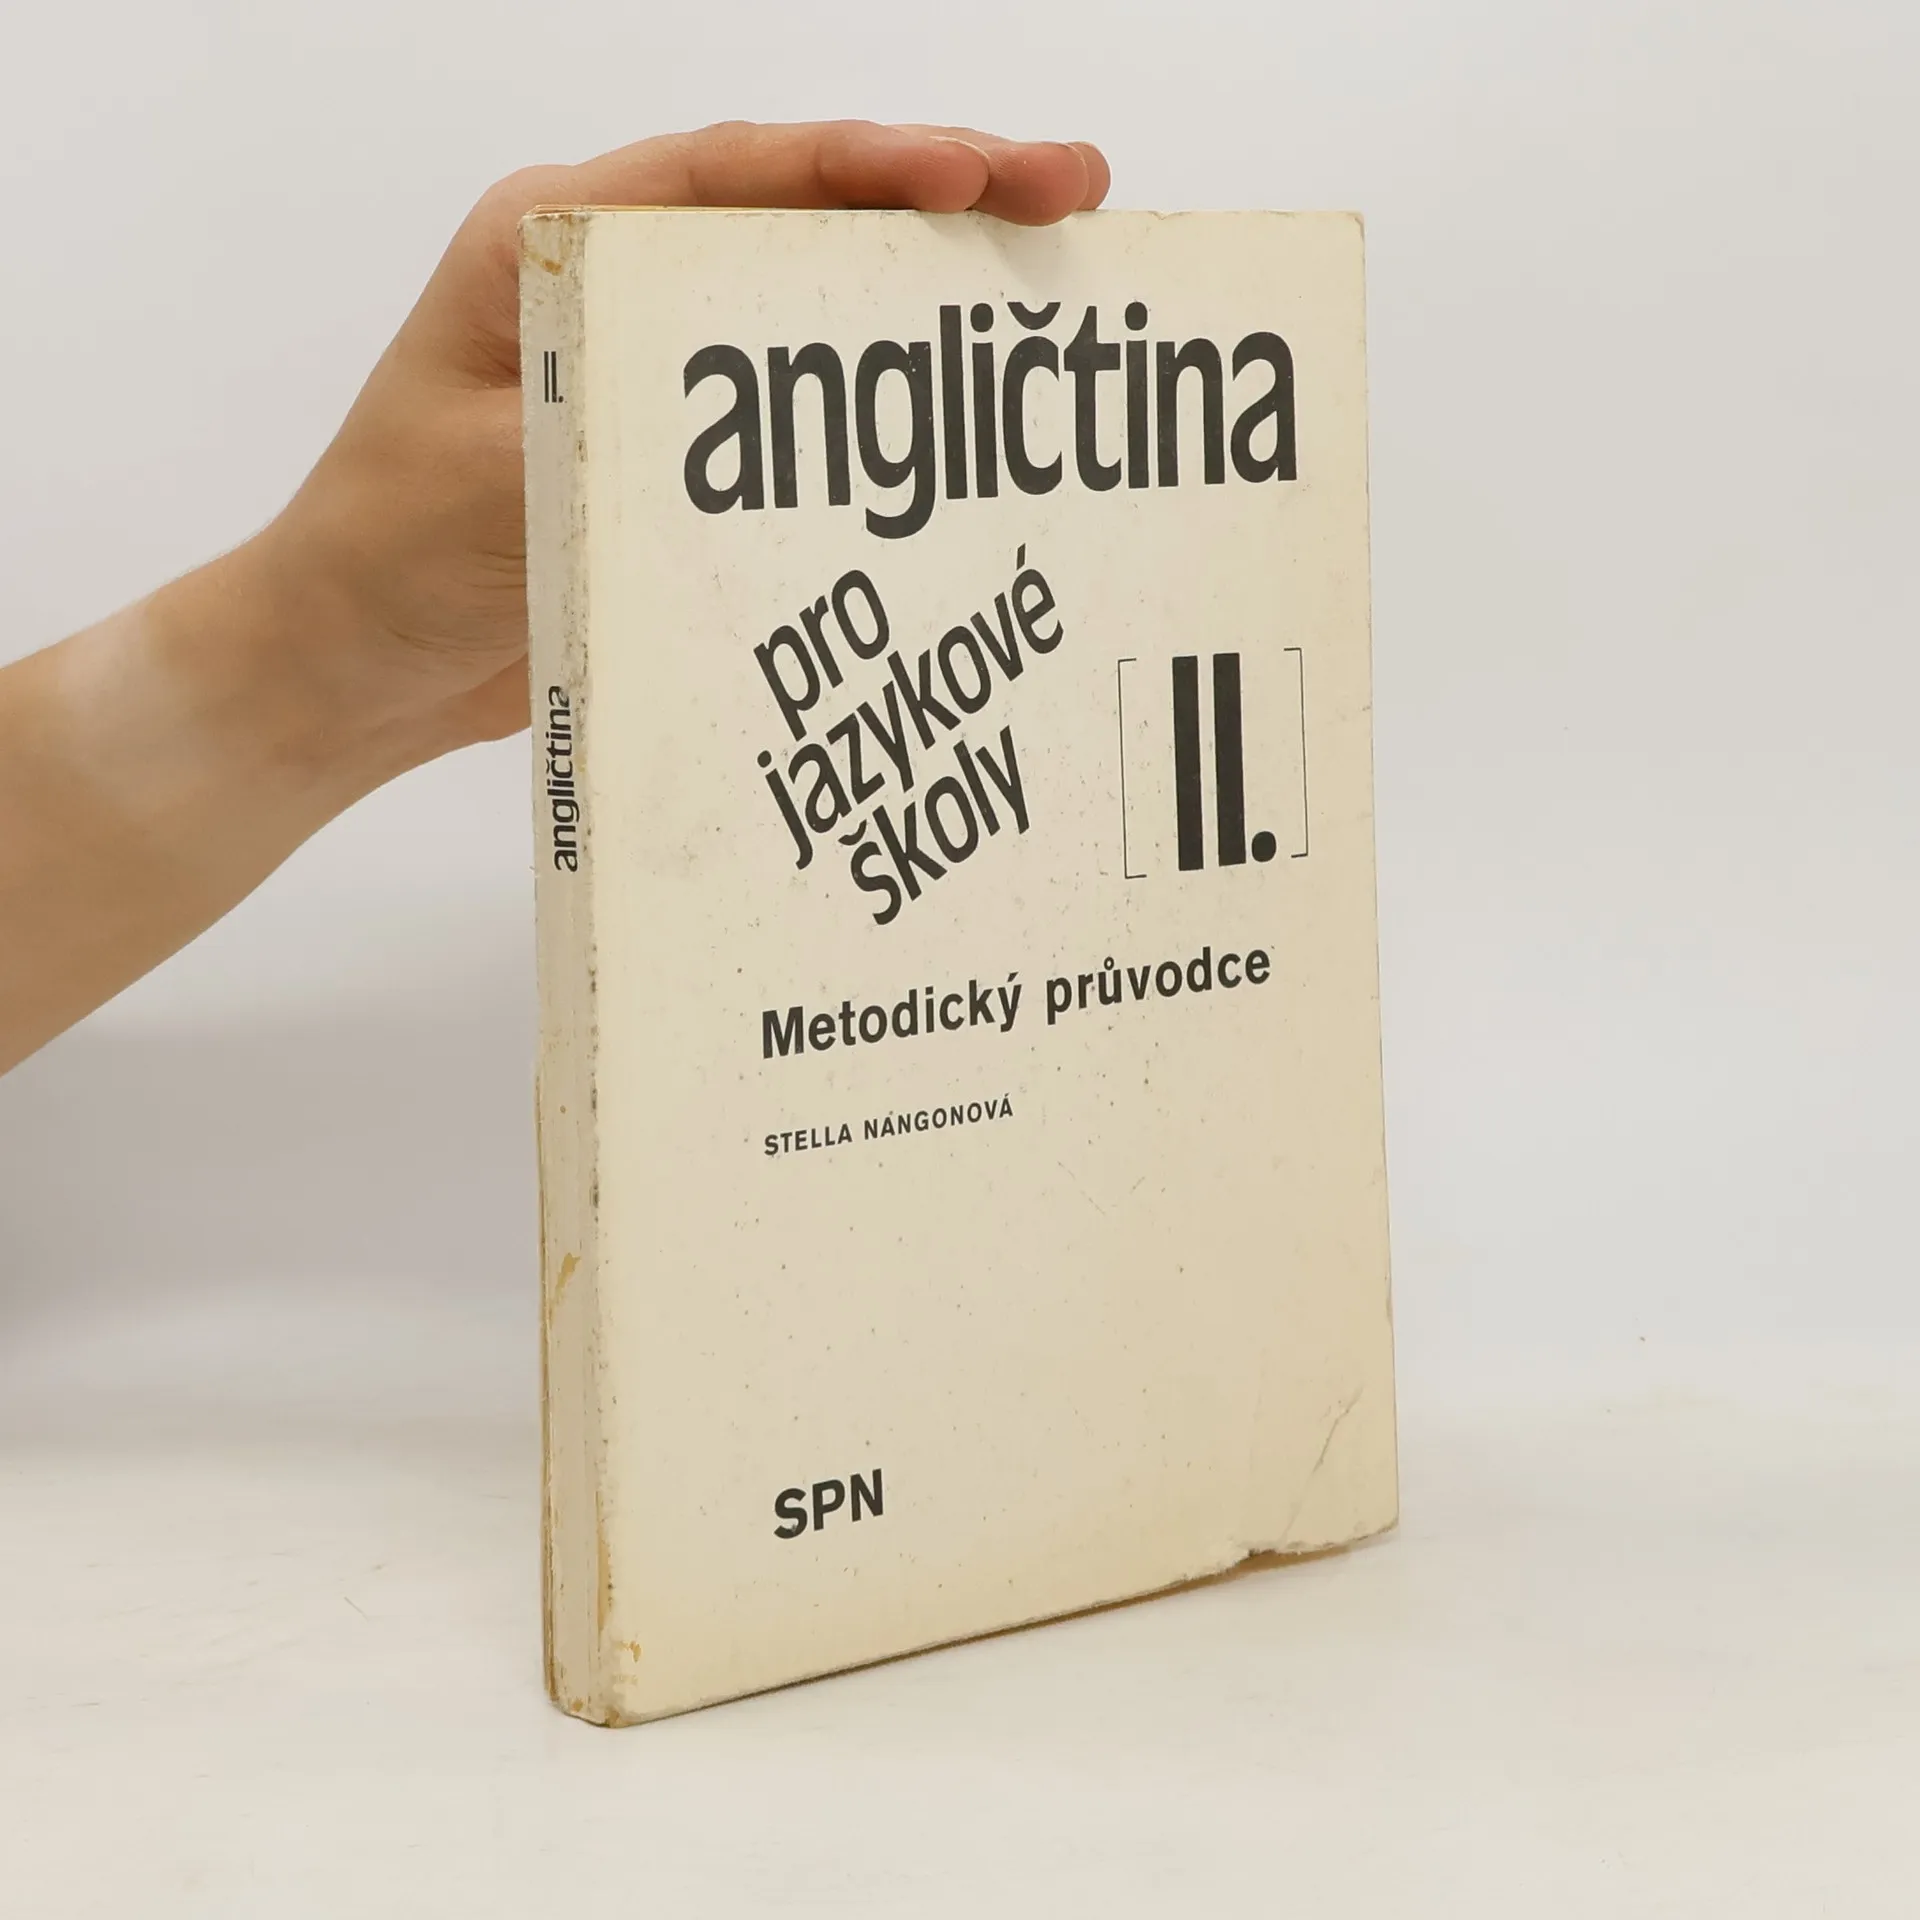 II.
angličtina
angličtina
pro
jazykové
školy
[II.]
Metodický průvodce
STELLA NANGONOVÁ
SPN